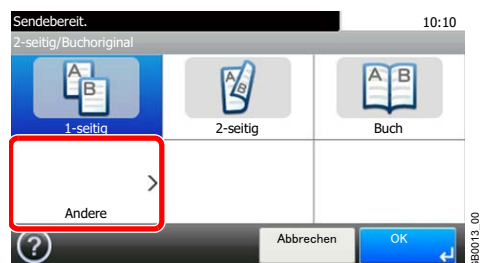 Sendebereit. 10:10
2-seitig/Buchoriginal
A B A B A B
1-seitig 2-seitig Buch
Andere
? Abbrechen OK
GB0013_00